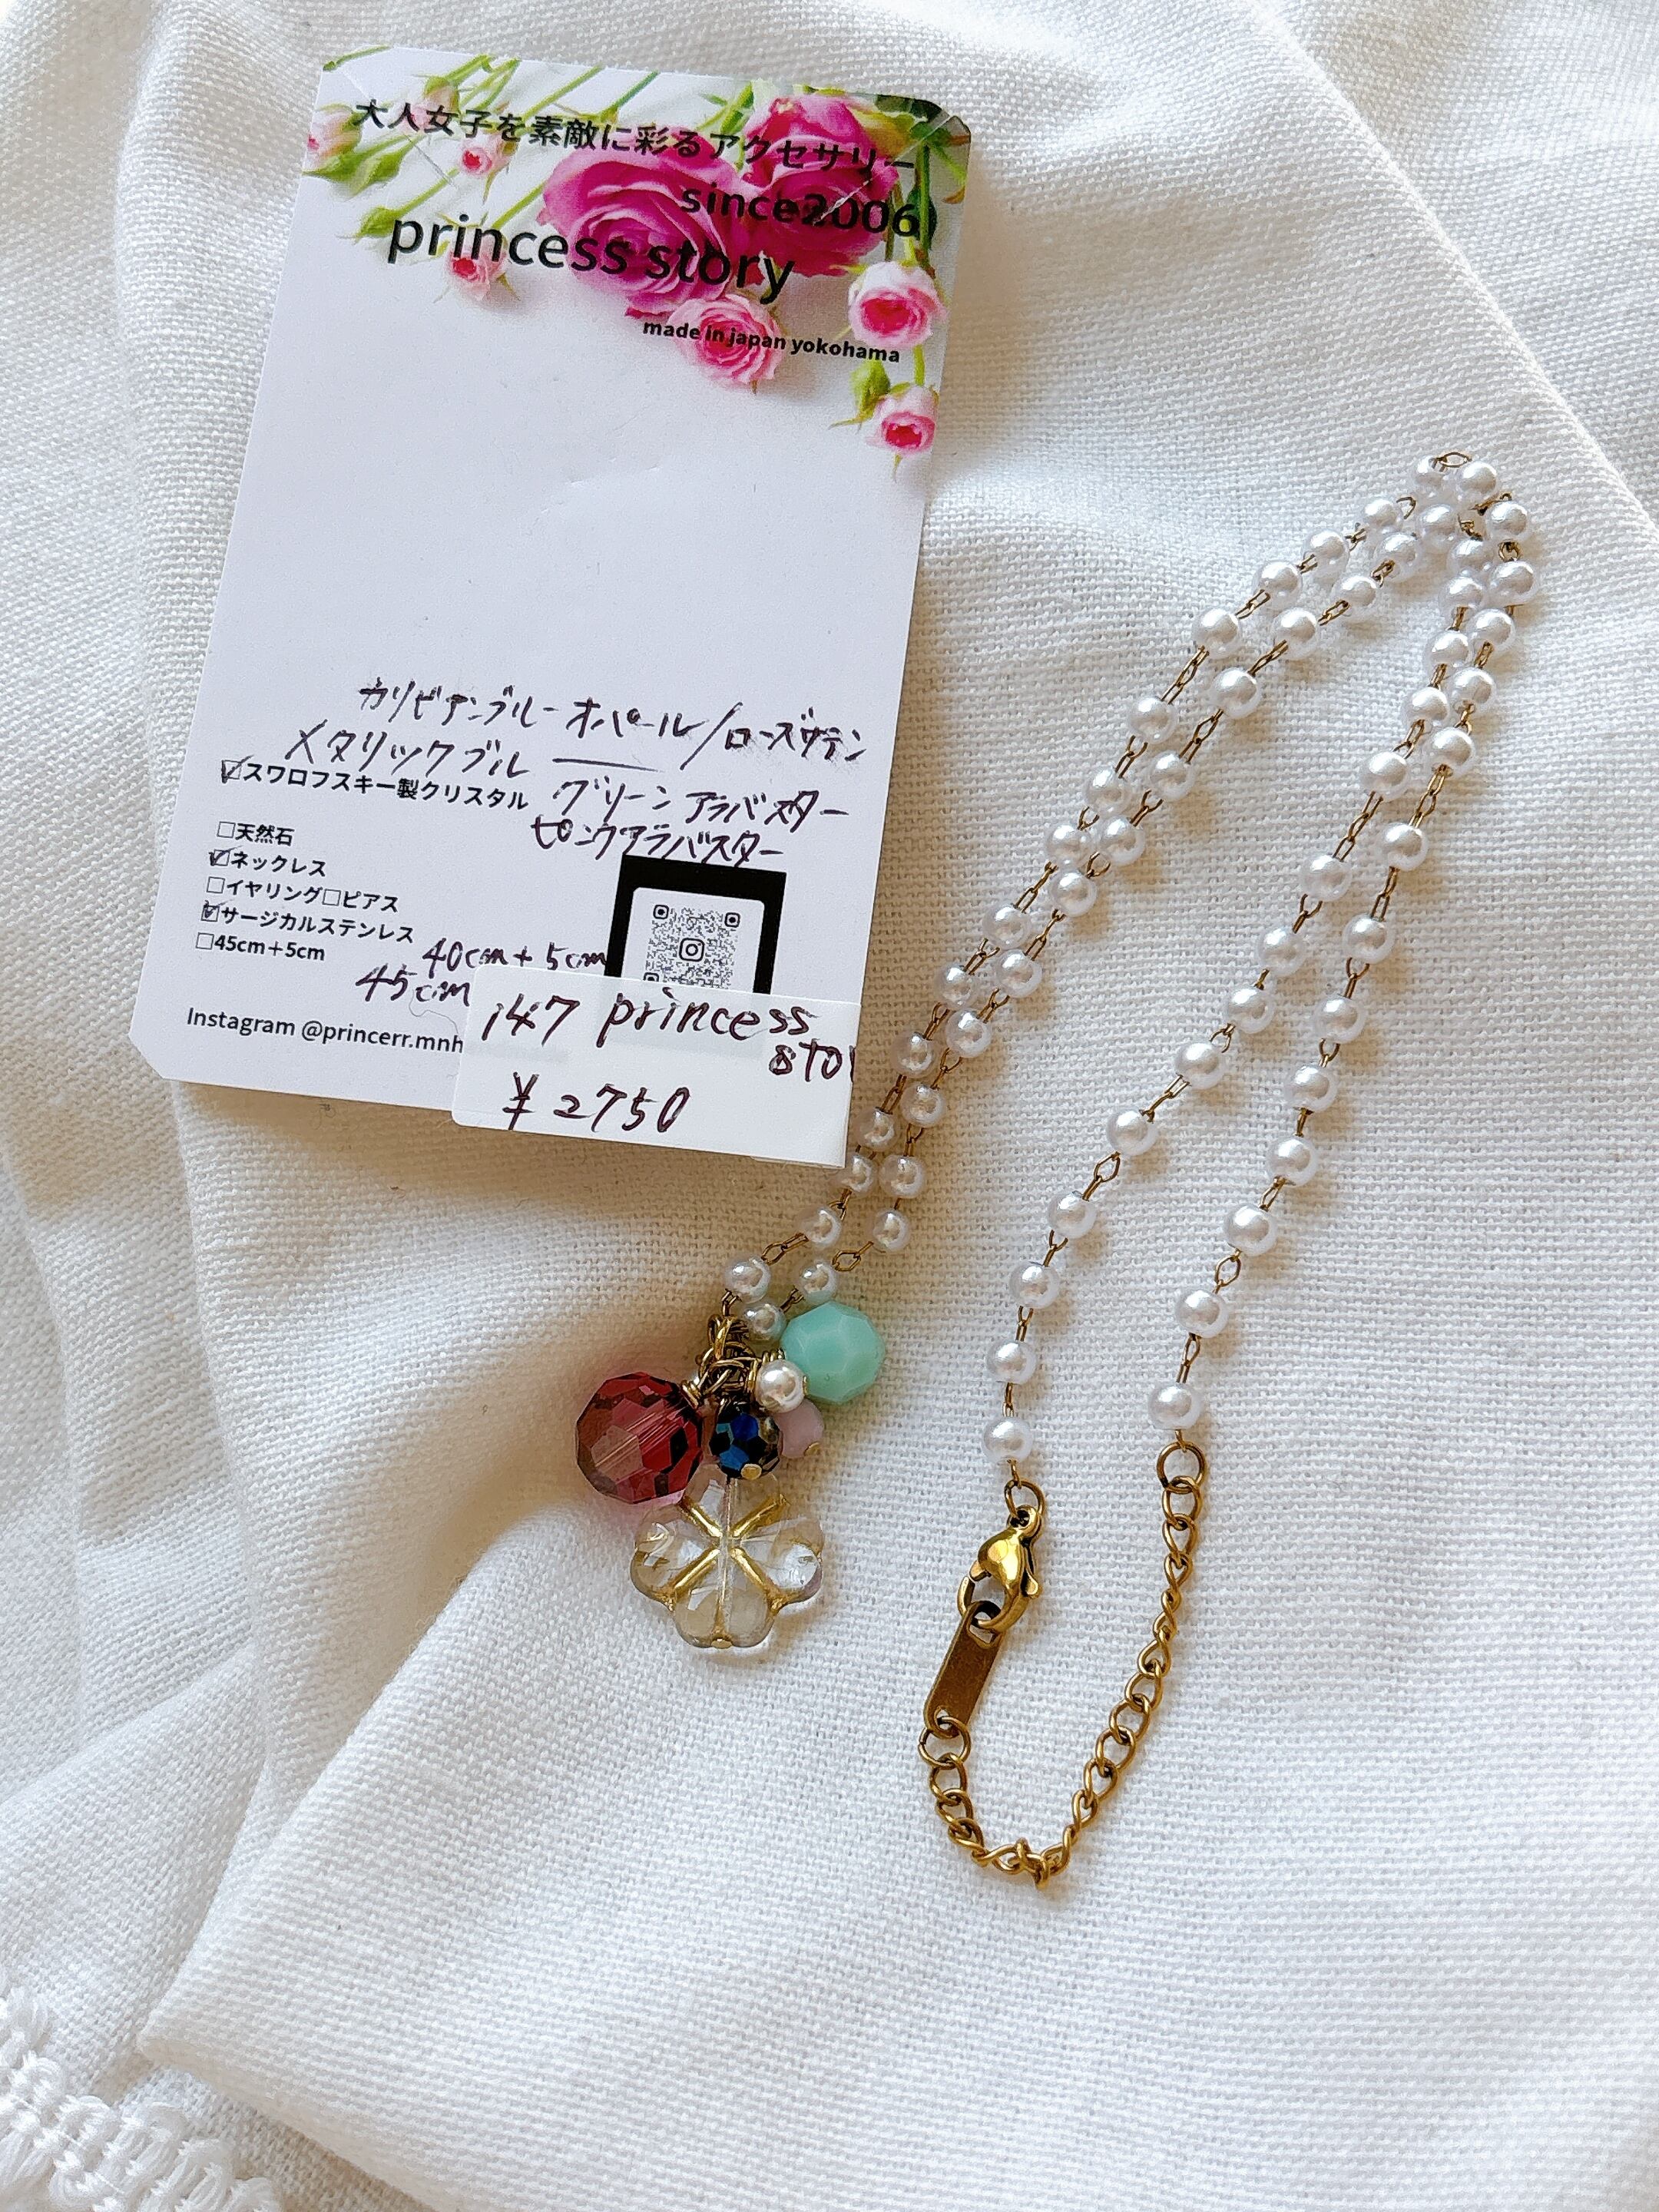 大人女子を素敵に彩るアクセサリー
since2006
princess story
made in japan yokohama
カリビアンブルーオパール/ローズサテン
メタリックブル
☑スワロフスキー製クリスタル グリーンアラバスター
ピンクアラバスター
□天然石
☑ネックレス
□イヤリング□ピアス
☑サージカルステンレス
□45cm+5cm
40cm+5cm
45cm
Instagram @princerr.mnh
147 princess
sto
¥2750